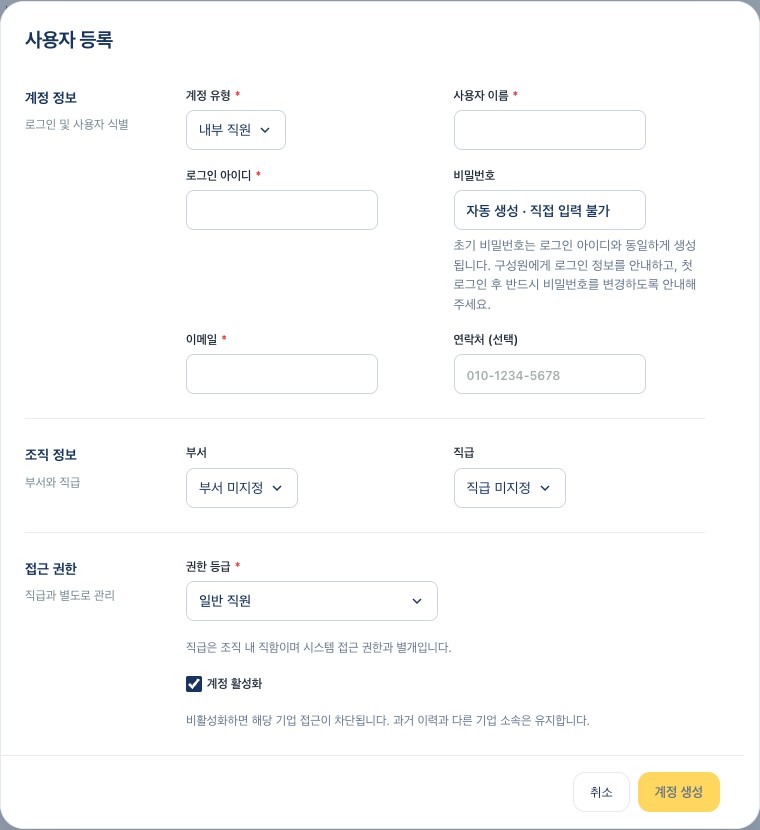 사용자 등록
계정 정보
로그인 및 사용자 식별
계정 유형 *
내부 직원
사용자 이름 *
로그인 아이디 *
비밀번호
자동 생성 · 직접 입력 불가
초기 비밀번호는 로그인 아이디와 동일하게 생성
됩니다. 구성원에게 로그인 정보를 안내하고, 첫
로그인 후 반드시 비밀번호를 변경하도록 안내해
주세요.
이메일 *
연락처 (선택)
010-1234-5678
조직 정보
부서와 직급
부서
부서 미지정
직급
직급 미지정
접근 권한
직급과 별도로 관리
권한 등급 *
일반 직원
직급은 조직 내 직함이며 시스템 접근 권한과 별개입니다.
계정 활성화
비활성화하면 해당 기업 접근이 차단됩니다. 과거 이력과 다른 기업 소속은 유지합니다.
취소
계정 생성